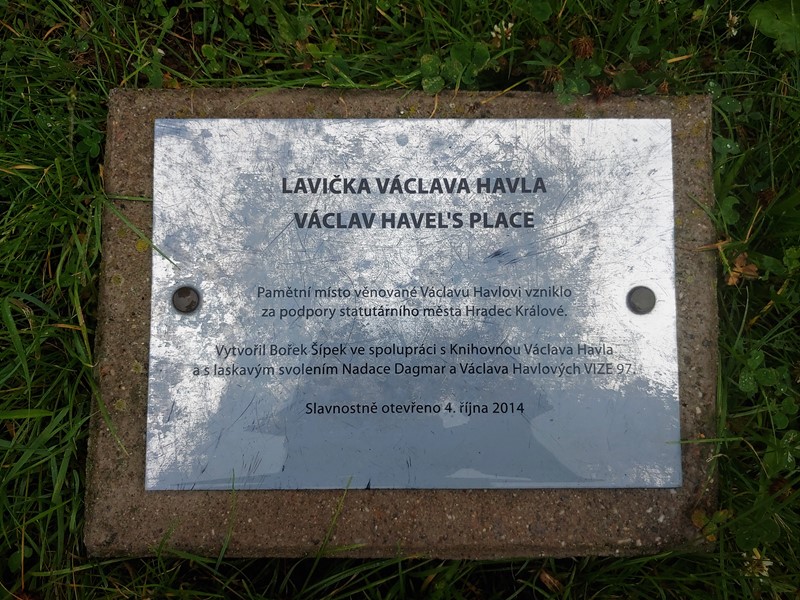 LAVIČKA VÁCLAVA HAVLA
VÁCLAV HAVEL'S PLACE
Pamětní místo věnované Václavu Havlovi vzniklo
za podpory statutárního města Hradec Králové.
Vytvořil Bořek Šípek ve spolupráci s Knihovnou Václava Havla
a s laskavým svolením Nadace Dagmar a Václava Havlových VIZE 97.
Slavnostně otevřeno 4. října 2014